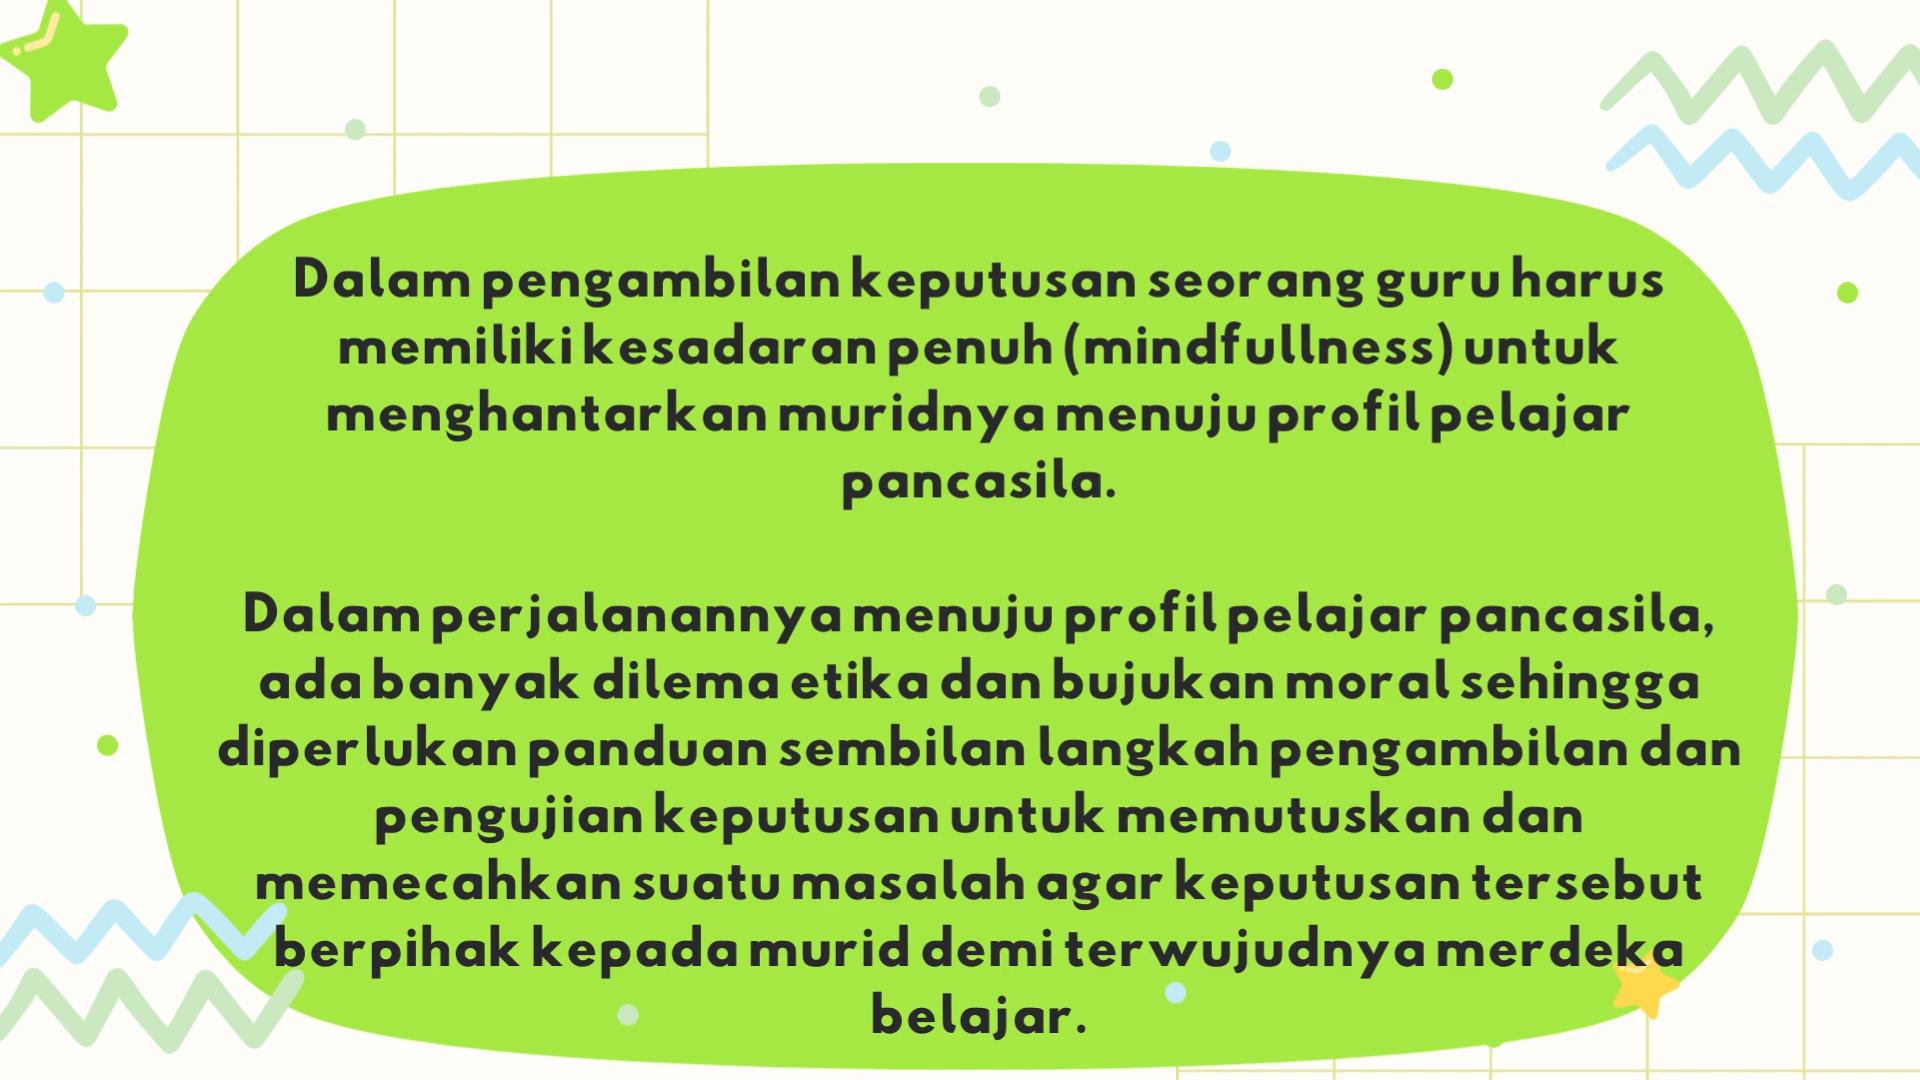 Dalam pengambilan keputusan seorang guru harus
memiliki kesadaran penuh (mindfullness) untuk
menghantarkan muridnya menuju profil pelajar
pancasila.
Dalam perjalanannya menuju profil pelajar pancasila,
ada banyak dilema etika dan bujukan moral sehingga
diperlukan panduan sembilan langkah pengambilan dan
pengujian keputusan untuk memutuskan dan
memecahkan suatu masalah agar keputusan tersebut
berpihak kepada murid demi terwujudnya merdeka
belajar.